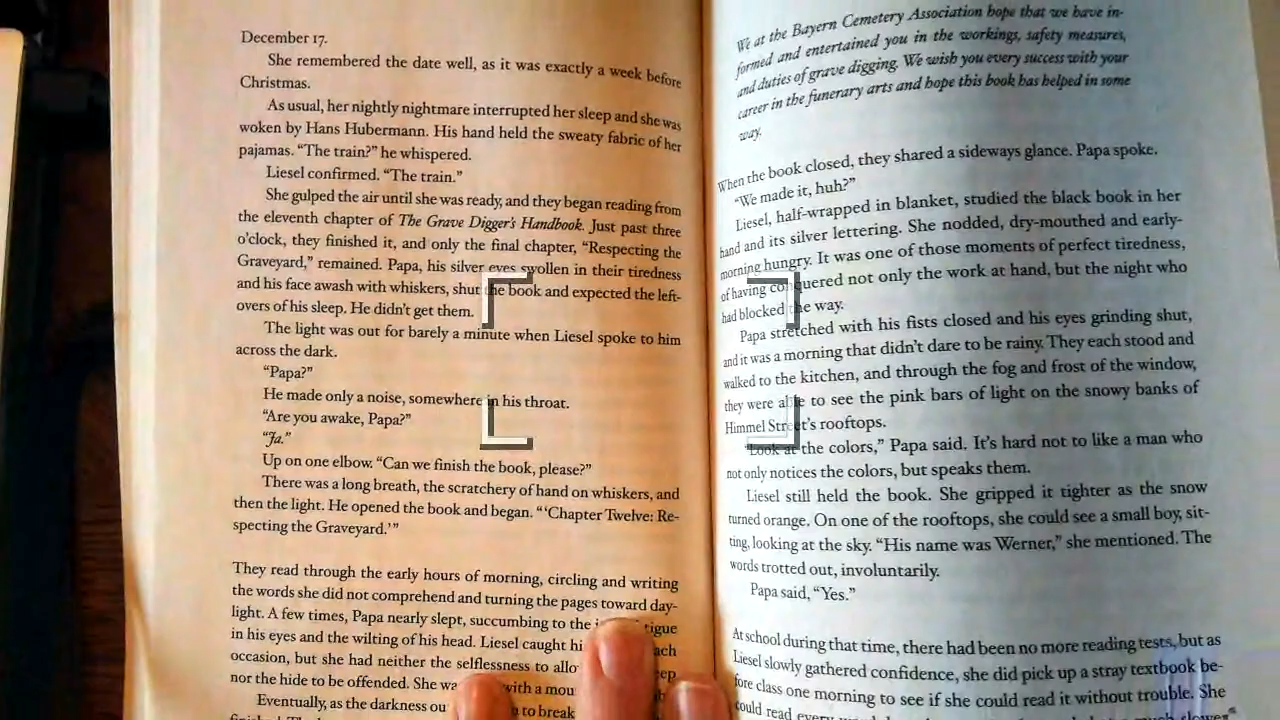 December 17.
She remembered the date well, as it was exactly a week before
Christmas.
As usual, her nightly nightmare interrupted her sleep and she was
woken by Hans Hubermann. His hand held the sweaty fabric of her
pajamas. “The train?” he whispered.
Liesel confirmed. “The train.”
She gulped the air until she was ready, and they began reading from
the eleventh chapter of The Grave Digger's Handbook. Just past three
o'clock, they finished it, and only the final chapter, “Respecting the
Graveyard,” remained. Papa, his silver eyes swollen in their tiredness
and his face awash with whiskers, shut the book and expected the left-
overs of his sleep. He didn't get them.
The light was out for barely a minute when Liesel spoke to him
across the dark.
“Papa?”
He made only a noise, somewhere in his throat.
“Are you awake, Papa?”
“Ja.”
Up on one elbow. “Can we finish the book, please?”
There was a long breath, the scratchery of hand on whiskers, and
then the light. He opened the book and began. “‘Chapter Twelve: Re-
specting the Graveyard.’”
They read through the early hours of morning, circling and writing
the words she did not comprehend and turning the pages toward day-
light. A few times, Papa nearly slept, succumbing to the
in his eyes and the wilting of his head. Liesel caught
occasion, but she had neither the selflessness to
nor the hide to be offended. She with a
Eventually, as the darkness to break
We at the Bayern Cemetery Association hope that we have in-
formed and entertained you in the workings, safety measures,
and duties of grave digging. We wish you every success with your
career in the funerary arts and hope this book has helped in some
way.
When the book closed, they shared a sideways glance. Papa spoke.
“We made it, huh?”
Liesel, half-wrapped in blanket, studied the black book in her
hand and its silver lettering. She nodded, dry-mouthed and early-
morning hungry. It was one of those moments of perfect tiredness,
of having conquered not only the work at hand, but the night who
had blocked the way.
Papa stretched with his fists closed and his eyes grinding shut,
and it was a morning that didn't dare to be rainy. They each stood and
walked to the kitchen, and through the fog and frost of the window,
they were able to see the pink bars of light on the snowy banks of
Himmel Street's rooftops.
“Look at the colors,” Papa said. It's hard not to like a man who
not only notices the colors, but speaks them.
Liesel still held the book. She gripped it tighter as the snow
turned orange. On one of the rooftops, she could see a small boy, sit-
ting, looking at the sky. “His name was Werner,” she mentioned. The
words trotted out, involuntarily.
Papa said, “Yes.”
At school during that time, there had been no more reading tests, but as
Liesel slowly gathered confidence, she did pick up a stray textbook be-
fore class one morning to see if she could read it without trouble. She
could read every